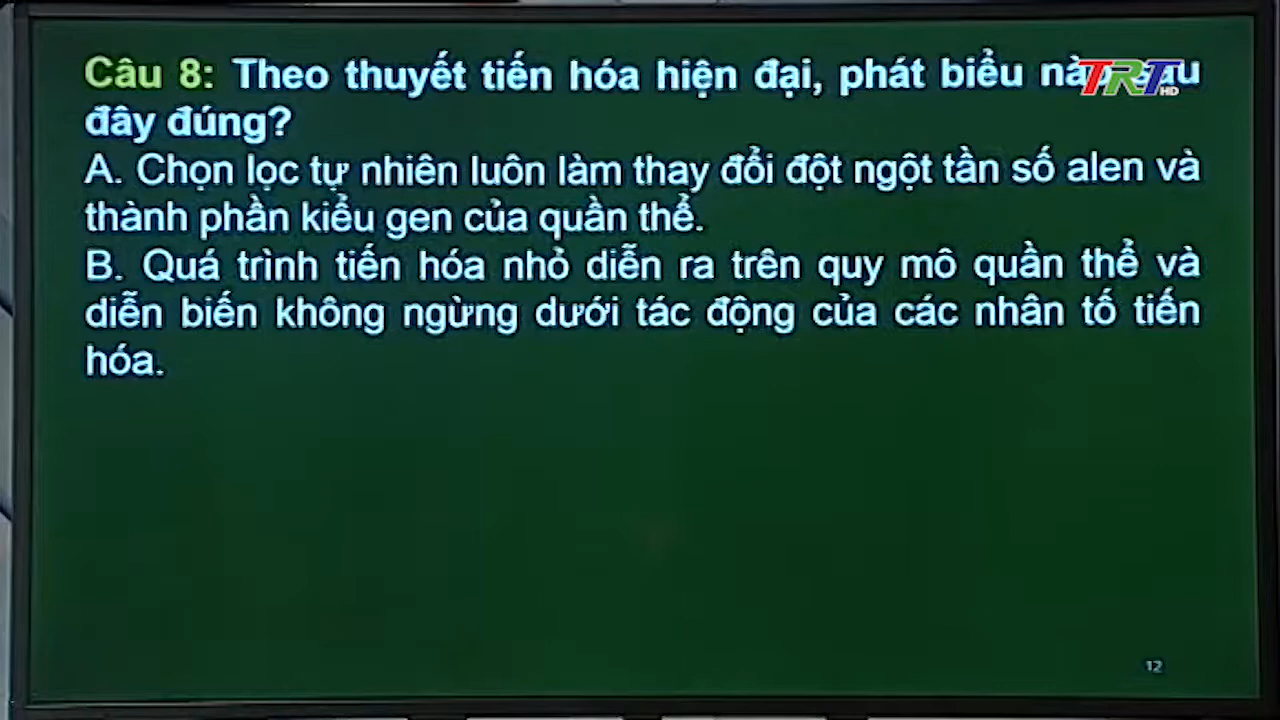 Câu 8: Theo thuyết tiến hóa hiện đại, phát biểu nào sau
TRT HD
đây đúng?
A. Chọn lọc tự nhiên luôn làm thay đổi đột ngột tần số alen và
thành phần kiểu gen của quần thể.
B. Quá trình tiến hóa nhỏ diễn ra trên quy mô quần thể và
diễn biến không ngừng dưới tác động của các nhân tố tiến
hóa.
12